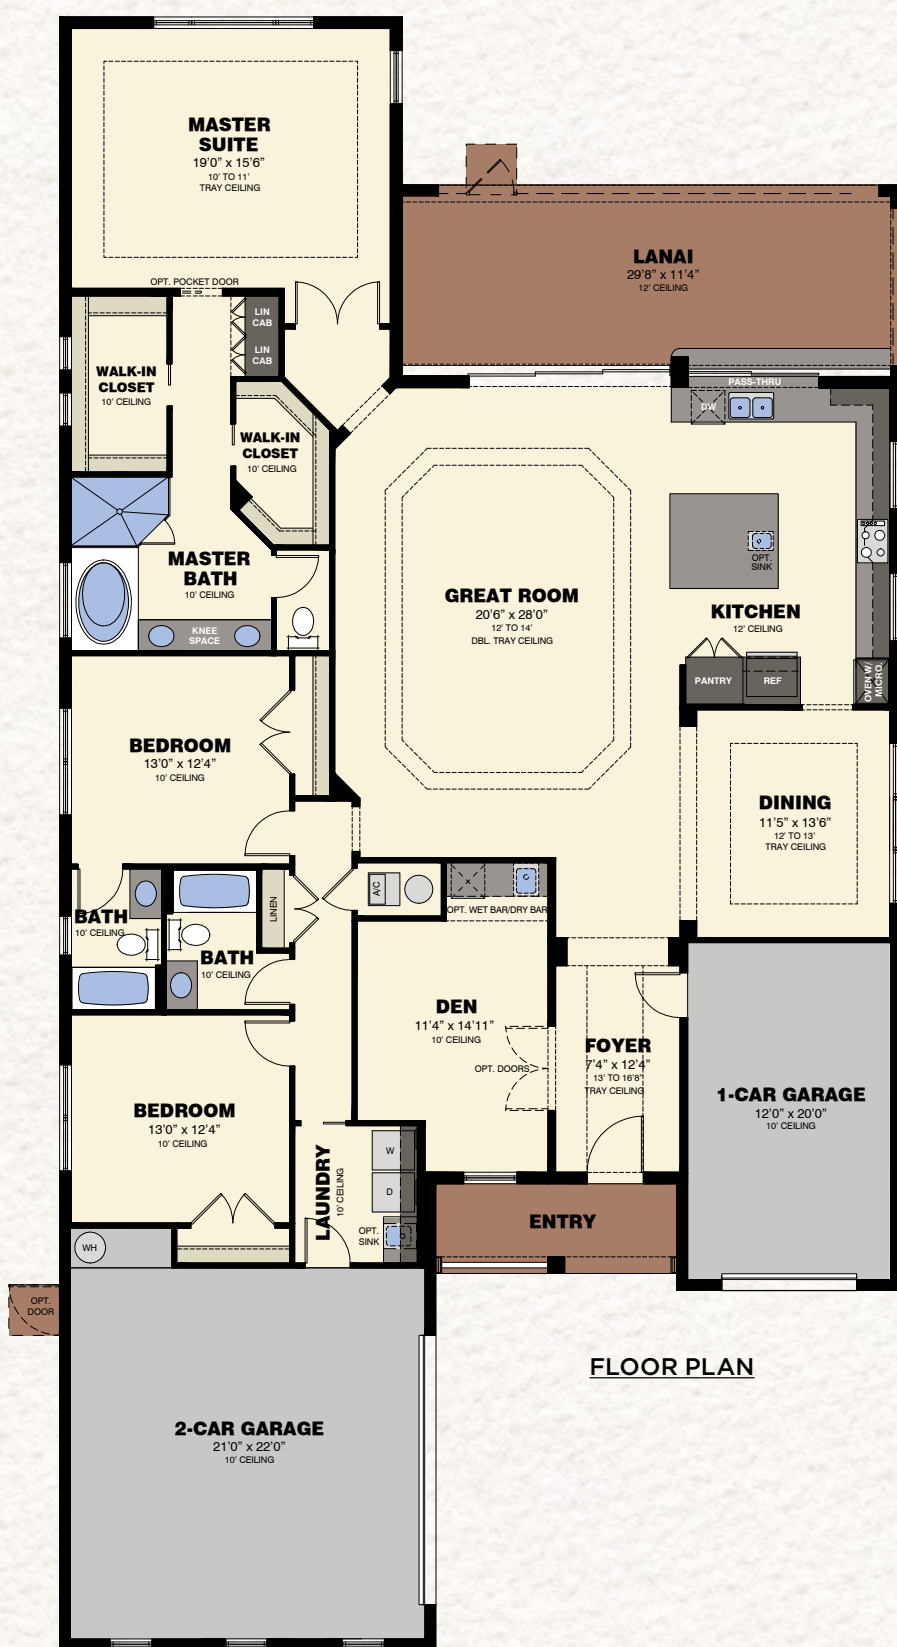 MASTER
SUITE
19'0" x 15'6"
10' TO 11'
TRAY CEILING
LANAI
29'8" x 11'4"
12' CEILING
OPT. POCKET DOOR
LIN
CAB
LIN
CAB
WALK-IN
CLOSET
10' CEILING
PASS-THRU
DW
WALK-IN
CLOSET
10' CEILING
OPT.
SINK
MASTER
BATH
10' CEILING
KNEE
SPACE
GREAT ROOM
20'6" x 28'0"
12' TO 14'
DBL. TRAY CEILING
KITCHEN
12' CEILING
PANTRY
REF
OVEN W/
MICRO.
BEDROOM
13'0" x 12'4"
10' CEILING
DINING
11'5" x 13'6"
12' TO 13'
TRAY CEILING
A/C
LINEN
OPT. WET BAR/DRY BAR
BATH
10' CEILING
BATH
10' CEILING
DEN
11'4" x 14'11"
10' CEILING
OPT. DOORS
FOYER
7'4" x 12'4"
13' TO 16'8"
TRAY CEILING
1-CAR GARAGE
12'0" x 20'0"
10' CEILING
BEDROOM
13'0" x 12'4"
10' CEILING
LAUNDRY
10' CEILING
W
D
OPT.
SINK
ENTRY
WH
OPT.
DOOR
FLOOR PLAN
2-CAR GARAGE
21'0" x 22'0"
10' CEILING